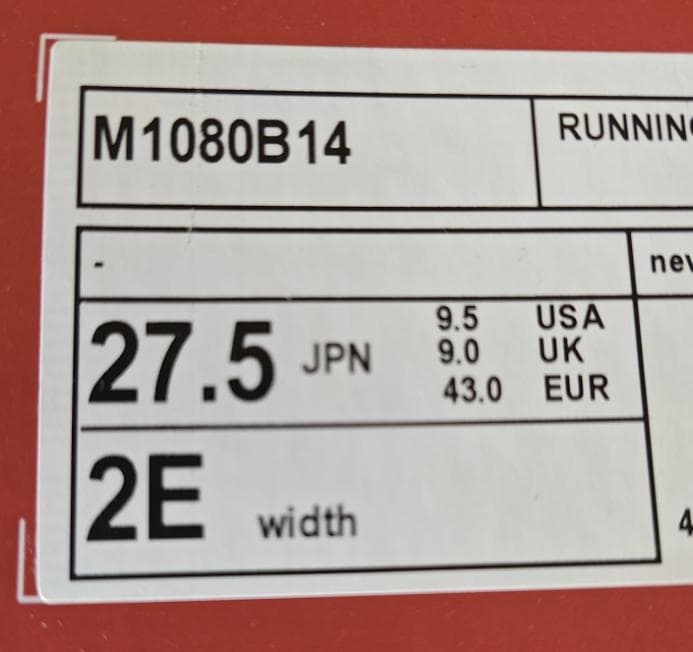 M1080B14
RUNNIN
-
nev
27.5 JPN
9.5 USA
9.0 UK
43.0 EUR
2E width
4